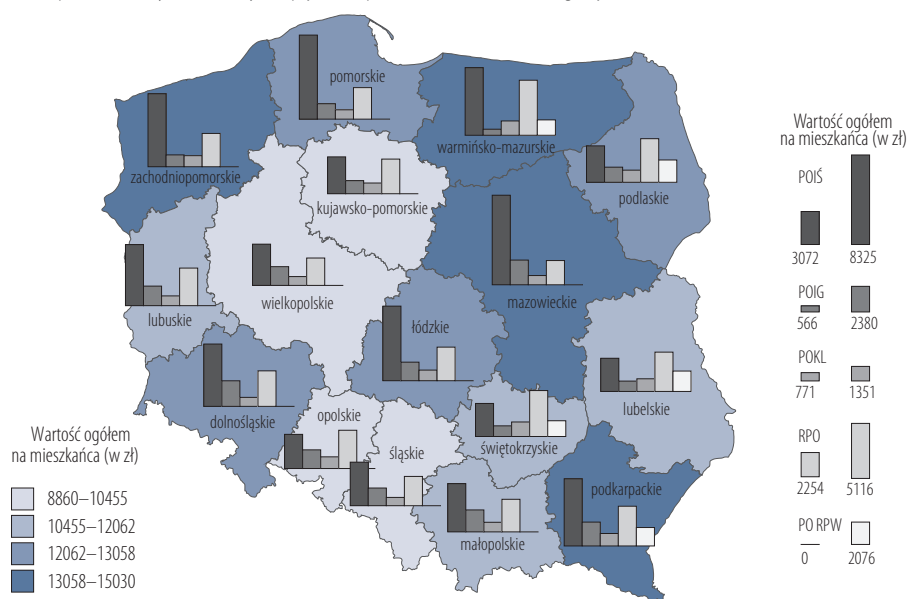 pomorskie
warmińsko-mazurskie
zachodniopomorskie
podlaskie
kujawsko-pomorskie
wielkopolskie
mazowieckie
lubuskie
łódzkie
dolnośląskie
lubelskie
opolskie
śląskie
świętokrzyskie
podkarpackie
małopolskie
Wartość ogółem
na mieszkańca (w zł)
8860–10455
10455–12062
12062–13058
13058–15030
Wartość ogółem
na mieszkańca (w zł)
POIŚ
3072 8325
POIG
566 2380
POKL
771 1351
RPO
2254 5116
PO RPW
0 2076